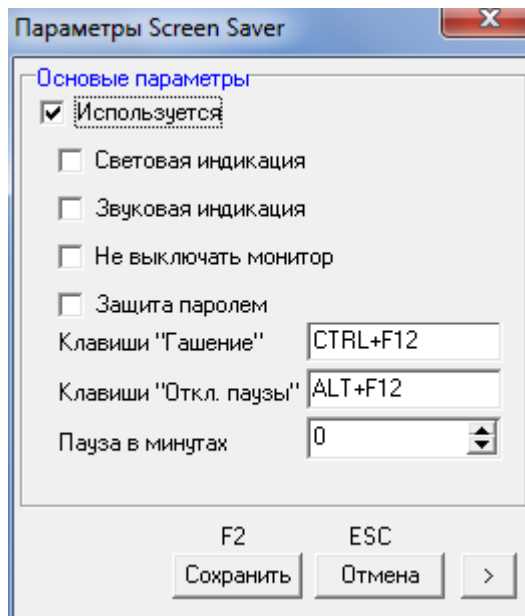 Параметры Screen Saver
Основные параметры
Используется
Световая индикация
Звуковая индикация
Не выключать монитор
Защита паролем
Клавиши "Гашение" CTRL+F12
Клавиши "Откл. паузы" ALT+F12
Пауза в минутах 0
F2 ESC
Сохранить Отмена >